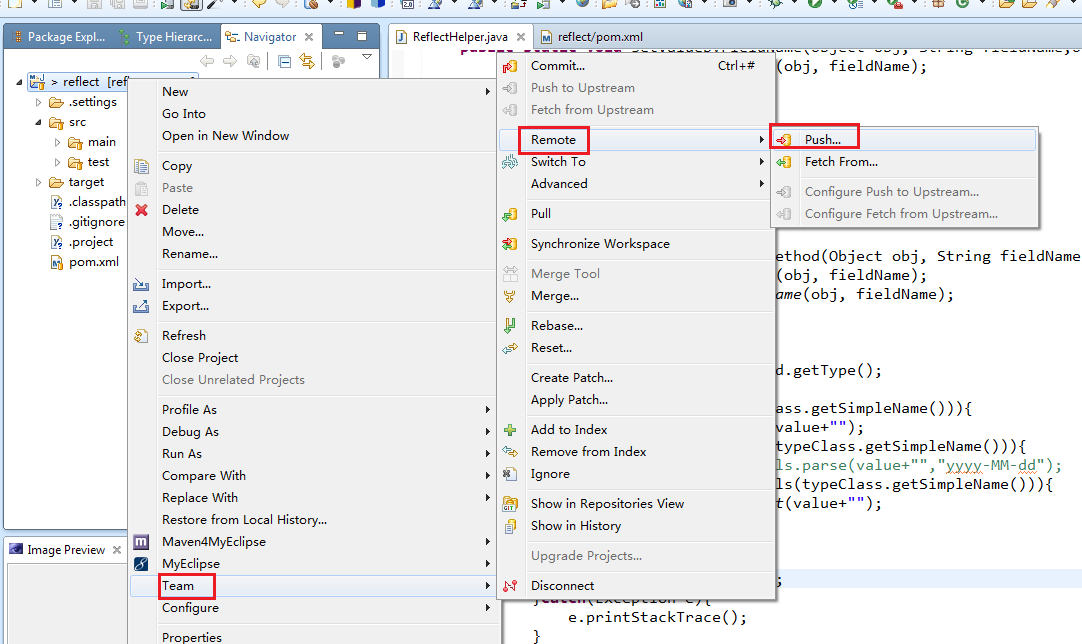 Package Expl...
Type Hierarc...
Navigator
ReflectHelper.java
reflect/pom.xml
> reflect
.settings
src
main
test
target
.classpath
.gitignore
.project
pom.xml
Image Preview
New
Go Into
Open in New Window
Copy
Paste
Delete
Move...
Rename...
Import...
Export...
Refresh
Close Project
Close Unrelated Projects
Profile As
Debug As
Run As
Compare With
Replace With
Restore from Local History...
Maven4MyEclipse
MyEclipse
Team
Configure
Properties
Commit... Ctrl+#
Push to Upstream
Fetch from Upstream
Remote
Switch To
Advanced
Pull
Synchronize Workspace
Merge Tool
Merge...
Rebase...
Reset...
Create Patch...
Apply Patch...
Add to Index
Remove from Index
Ignore
Show in Repositories View
Show in History
Upgrade Projects...
Disconnect
Push...
Fetch From...
Configure Push to Upstream...
Configure Fetch from Upstream...
(obj, fieldName);
ethod(Object obj, String fieldName
(obj, fieldName);
ame(obj, fieldName);
d.getType();
ass.getSimpleName())){
value+"");
typeClass.getSimpleName())){
ls.parse(value+"","yyyy-MM-dd");
ls(typeClass.getSimpleName())){
t(value+"");
;
}catch(Exception e){
e.printStackTrace();
}